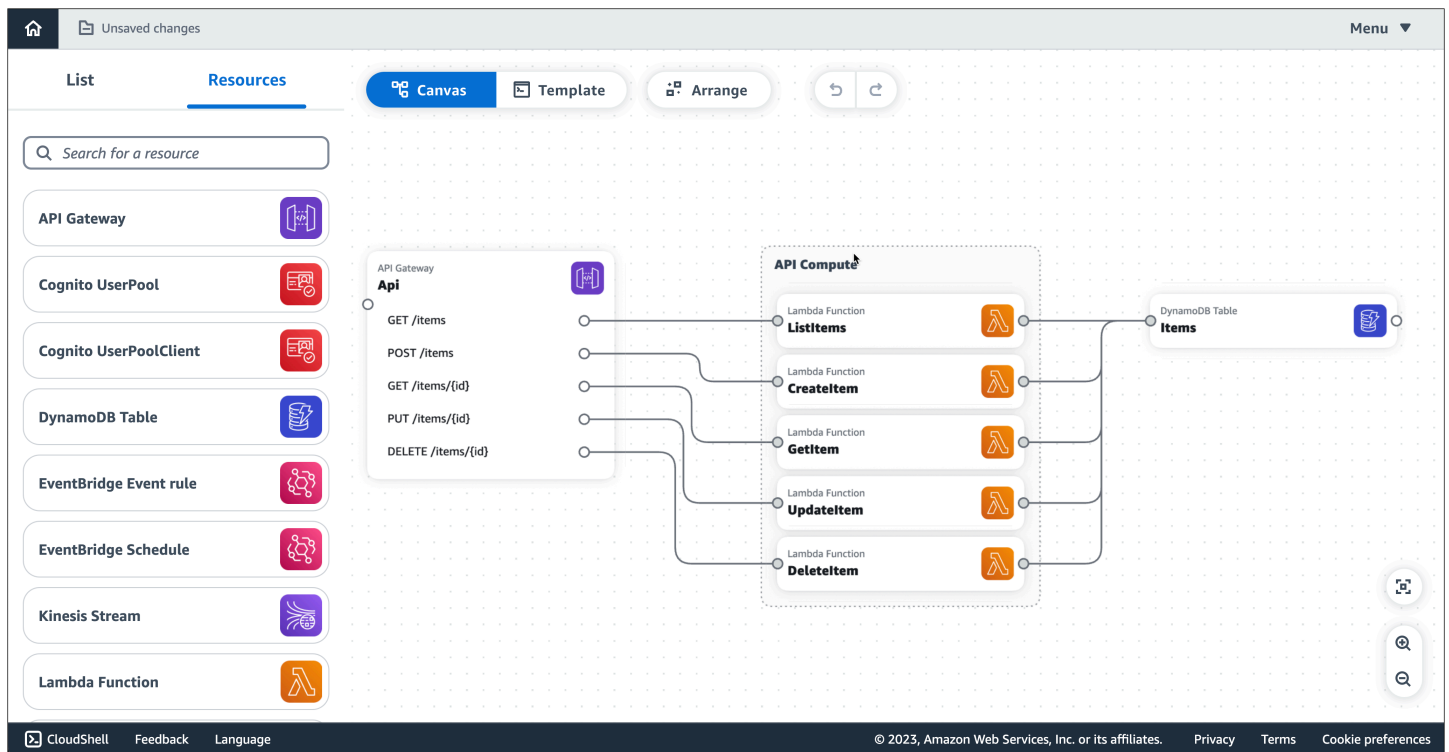 Unsaved changes
Menu
List
Resources
Canvas
Template
Arrange
Search for a resource
API Gateway
Cognito UserPool
Cognito UserPoolClient
DynamoDB Table
EventBridge Event rule
EventBridge Schedule
Kinesis Stream
Lambda Function
API Gateway
Api
GET /items
POST /items
GET /items/{id}
PUT /items/{id}
DELETE /items/{id}
API Compute
Lambda Function
ListItems
Lambda Function
CreateItem
Lambda Function
GetItem
Lambda Function
UpdateItem
Lambda Function
DeleteItem
DynamoDB Table
Items
CloudShell
Feedback
Language
© 2023, Amazon Web Services, Inc. or its affiliates.
Privacy
Terms
Cookie preferences